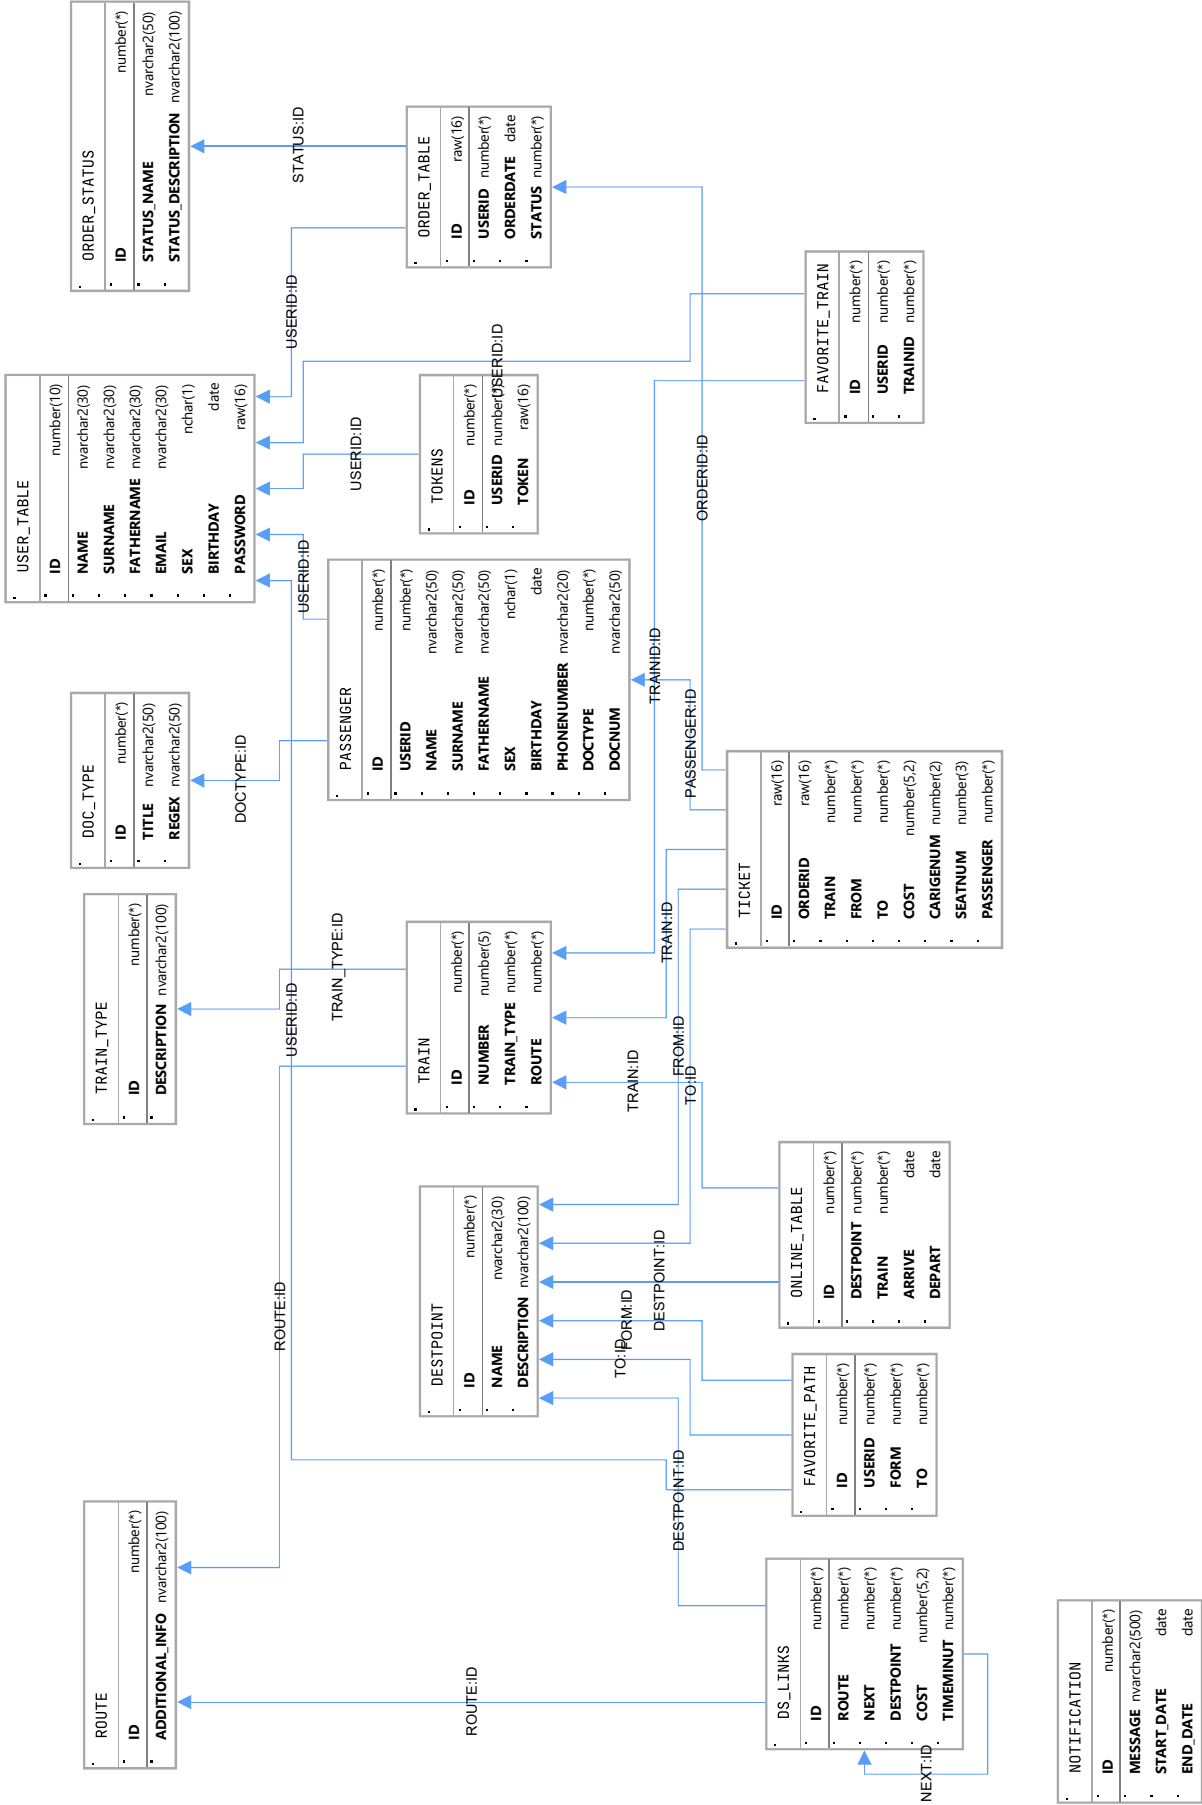 ORDER_STATUS
ID number(*)
STATUS_NAME nvarchar2(50)
STATUS_DESCRIPTION nvarchar2(100)
USER_TABLE
ID number(10)
NAME nvarchar2(30)
SURNAME nvarchar2(30)
FATHERNAME nvarchar2(30)
EMAIL nvarchar2(30)
SEX nchar(1)
BIRTHDAY date
PASSWORD raw(16)
DOC_TYPE
ID number(*)
TITLE nvarchar2(50)
REGEX nvarchar2(50)
TRAIN_TYPE
ID number(*)
DESCRIPTION nvarchar2(100)
ROUTE
ID number(*)
ADDITIONAL_INFO nvarchar2(100)
STATUS:ID
USERID:ID
USERID:ID
USERID:ID
USERID:ID
DOCTYPE:ID
TRAIN_TYPE:ID
USERID:ID
ROUTE:ID
ROUTE:ID
ORDER_TABLE
ID raw(16)
USERID number(*)
ORDERDATE date
STATUS number(*)
TOKENS
ID number(*)
USERID number(*)
TOKEN raw(16)
PASSENGER
ID number(*)
USERID number(*)
NAME nvarchar2(50)
SURNAME nvarchar2(50)
FATHERNAME nvarchar2(50)
SEX nchar(1)
BIRTHDAY date
PHONENUMBER nvarchar2(20)
DOCTYPE number(*)
DOCNUM nvarchar2(50)
TRAIN
ID number(*)
NUMBER number(5)
TRAIN_TYPE number(*)
ROUTE number(*)
DESTPOINT
ID number(*)
NAME nvarchar2(30)
DESCRIPTION nvarchar2(100)
ORDERID:ID
TRAINID:ID
PASSENGER:ID
TRAIN:ID
FROM:ID
TO:ID
TRAIN:ID
DESTPOINT:ID
FORM:ID
TO:ID
DESTPOINT:ID
NEXT:ID
FAVORITE_TRAIN
ID number(*)
USERID number(*)
TRAINID number(*)
TICKET
ID raw(16)
ORDERID raw(16)
TRAIN number(*)
FROM number(*)
TO number(*)
COST number(5,2)
CARIGENUM number(2)
SEATNUM number(3)
PASSENGER number(*)
ONLINE_TABLE
ID number(*)
DESTPOINT number(*)
TRAIN number(*)
ARRIVE date
DEPART date
FAVORITE_PATH
ID number(*)
USERID number(*)
FORM number(*)
TO number(*)
DS_LINKS
ID number(*)
ROUTE number(*)
NEXT number(*)
DESTPOINT number(*)
COST number(5,2)
TIMEMINUT number(*)
NOTIFICATION
ID number(*)
MESSAGE nvarchar2(500)
START_DATE date
END_DATE date